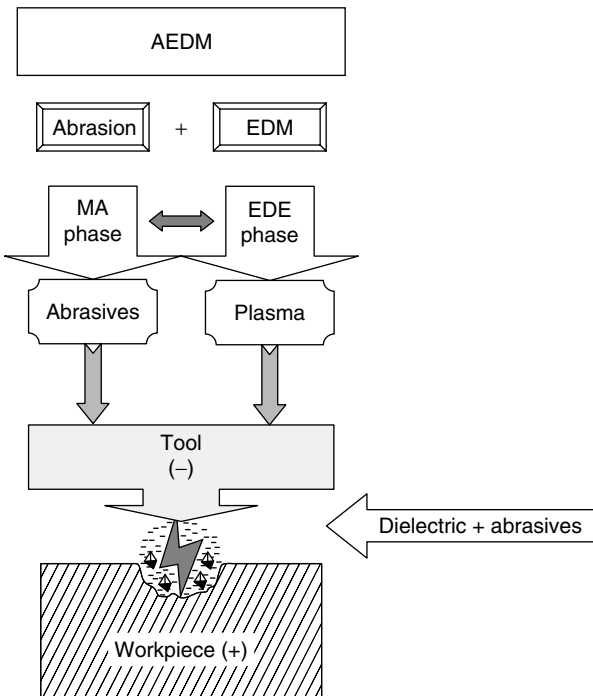 AEDM
Abrasion + EDM
MA
phase
EDE
phase
Abrasives
Plasma
Tool
(−)
Dielectric + abrasives
Workpiece (+)